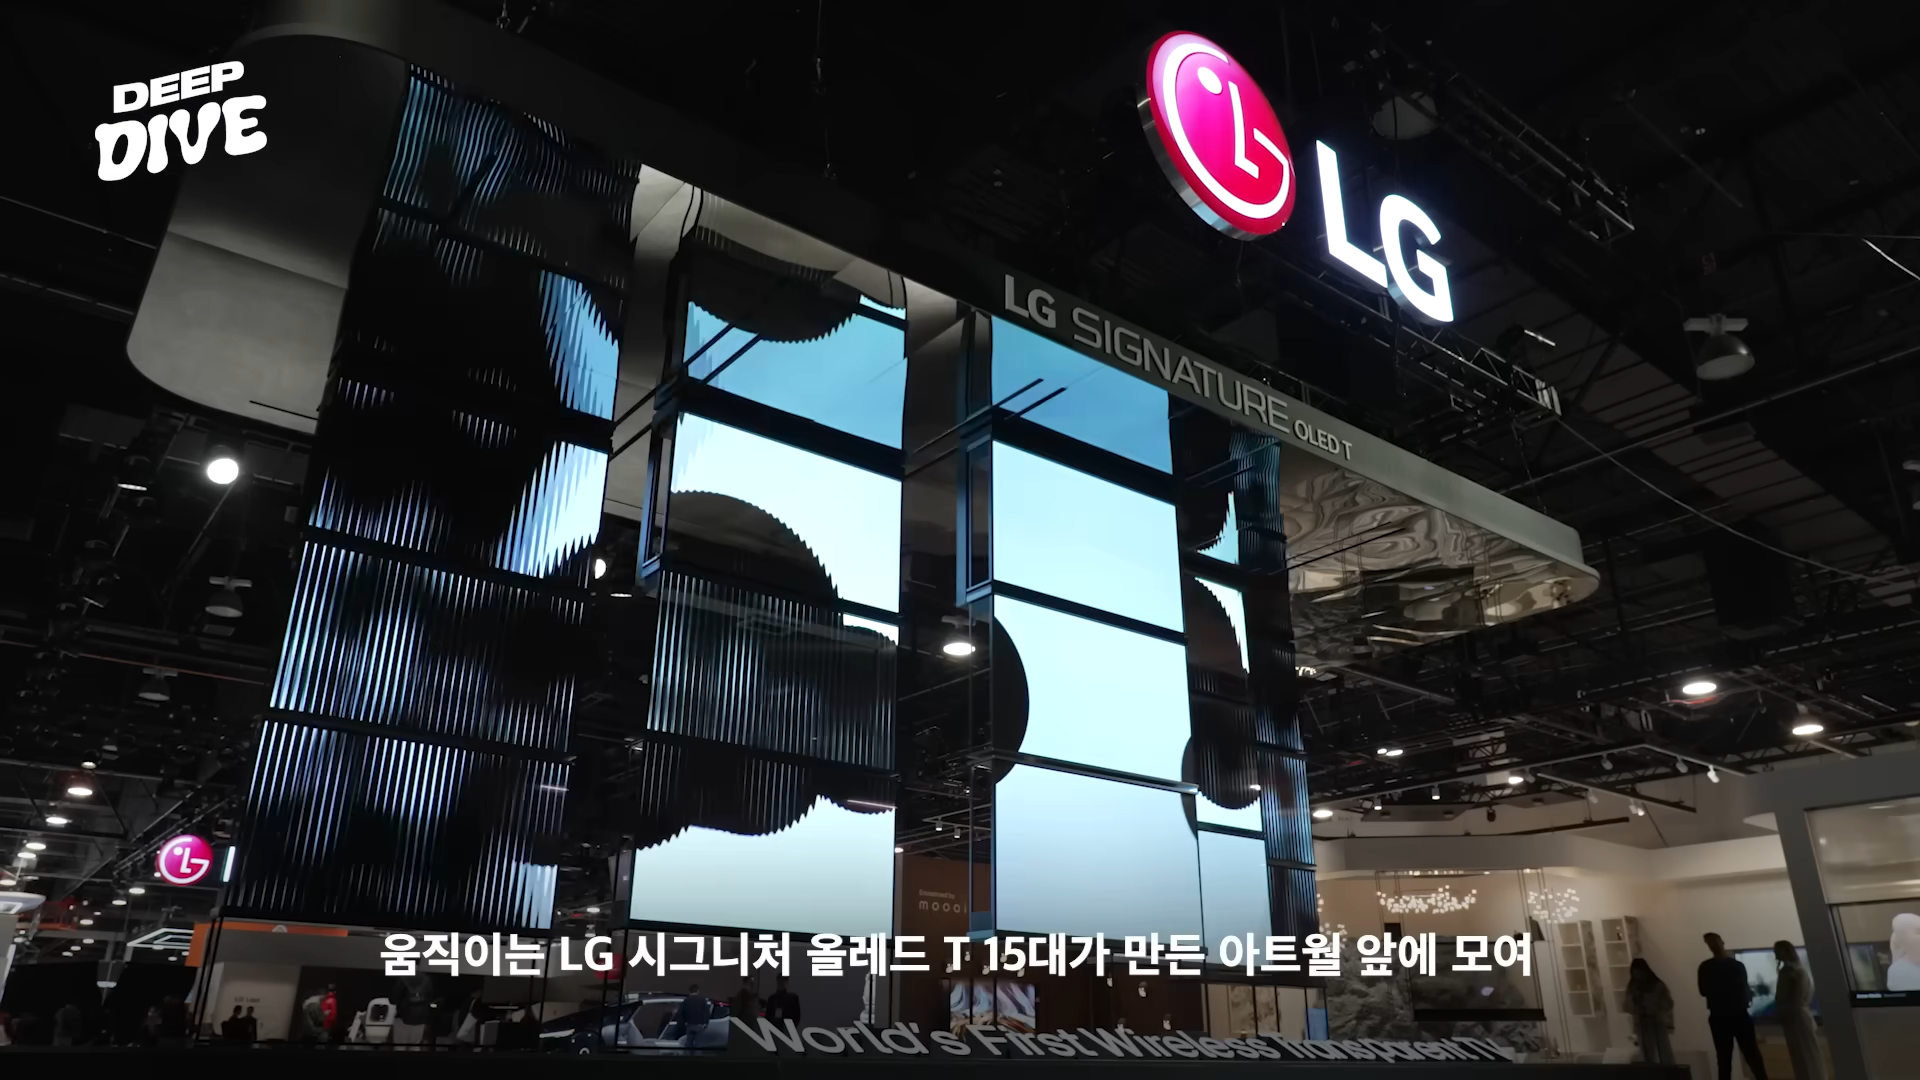 DEEP
DIVE
LG
LG SIGNATURE OLED T
moooi
움직이는 LG 시그니처 올레드 T 15대가 만든 아트월 앞에 모여
World's First Wireless Transparent TV